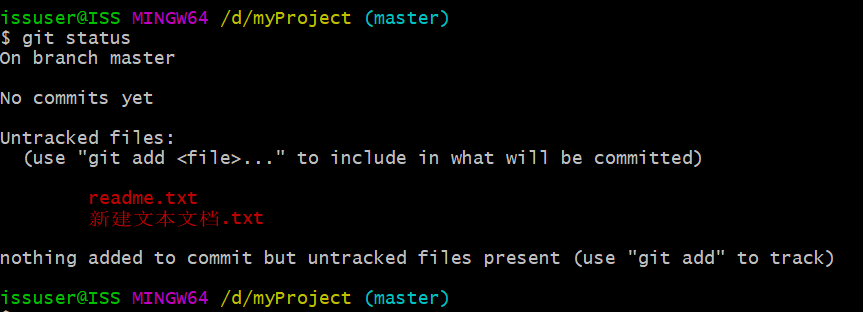 issuser@ISS MINGW64 /d/myProject (master)
$ git status
On branch master
No commits yet
Untracked files:
(use "git add <file>..." to include in what will be committed)
readme.txt
新建文本文档.txt
nothing added to commit but untracked files present (use "git add" to track)
issuser@ISS MINGW64 /d/myProject (master)